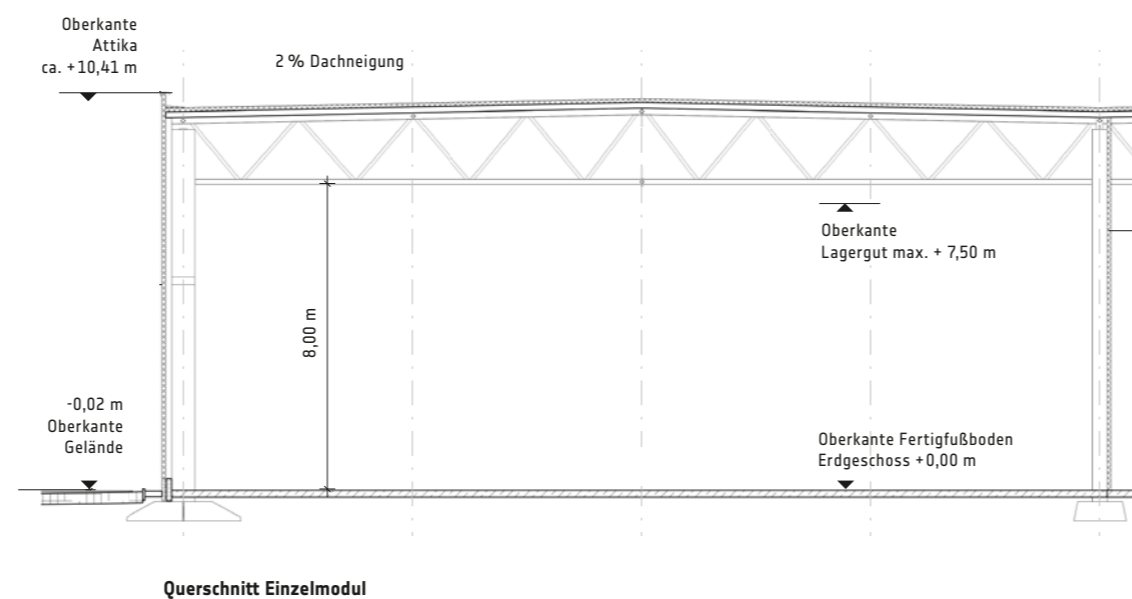 Oberkante
Attika
ca. +10,41 m
2 % Dachneigung
Oberkante
Lagergut max. + 7,50 m
8,00 m
-0,02 m
Oberkante
Gelände
Oberkante Fertigfußboden
Erdgeschoss +0,00 m
Querschnitt Einzelmodul